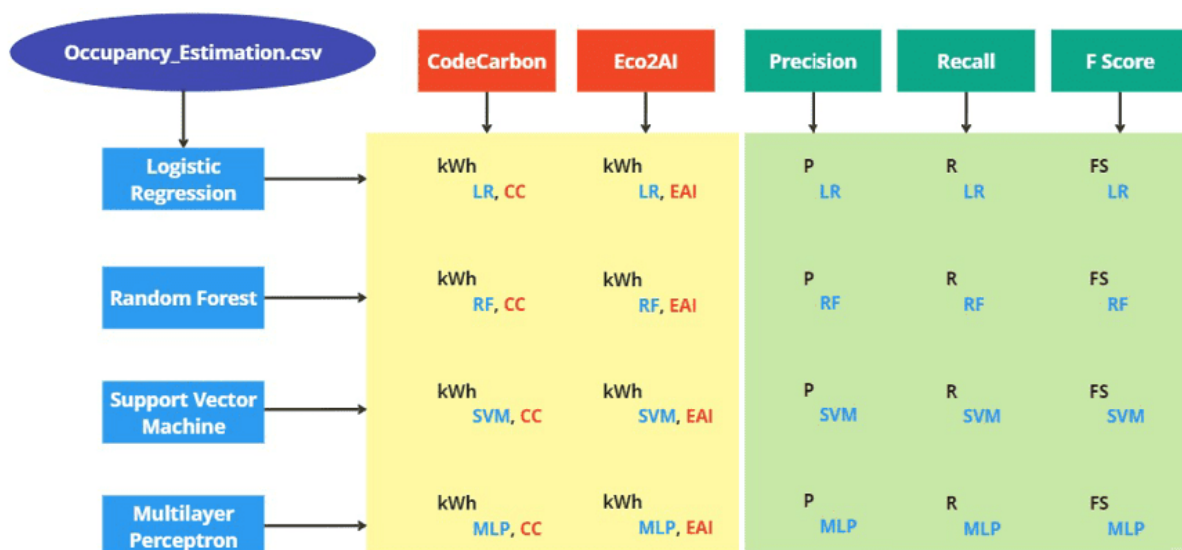 Occupancy_Estimation.csv
CodeCarbon
Eco2AI
Precision
Recall
F Score
Logistic
Regression
kWh
LR, CC
kWh
LR, EAI
P
LR
R
LR
FS
LR
Random Forest
kWh
RF, CC
kWh
RF, EAI
P
RF
R
RF
FS
RF
Support Vector
Machine
kWh
SVM, CC
kWh
SVM, EAI
P
SVM
R
SVM
FS
SVM
Multilayer
Perceptron
kWh
MLP, CC
kWh
MLP, EAI
P
MLP
R
MLP
FS
MLP